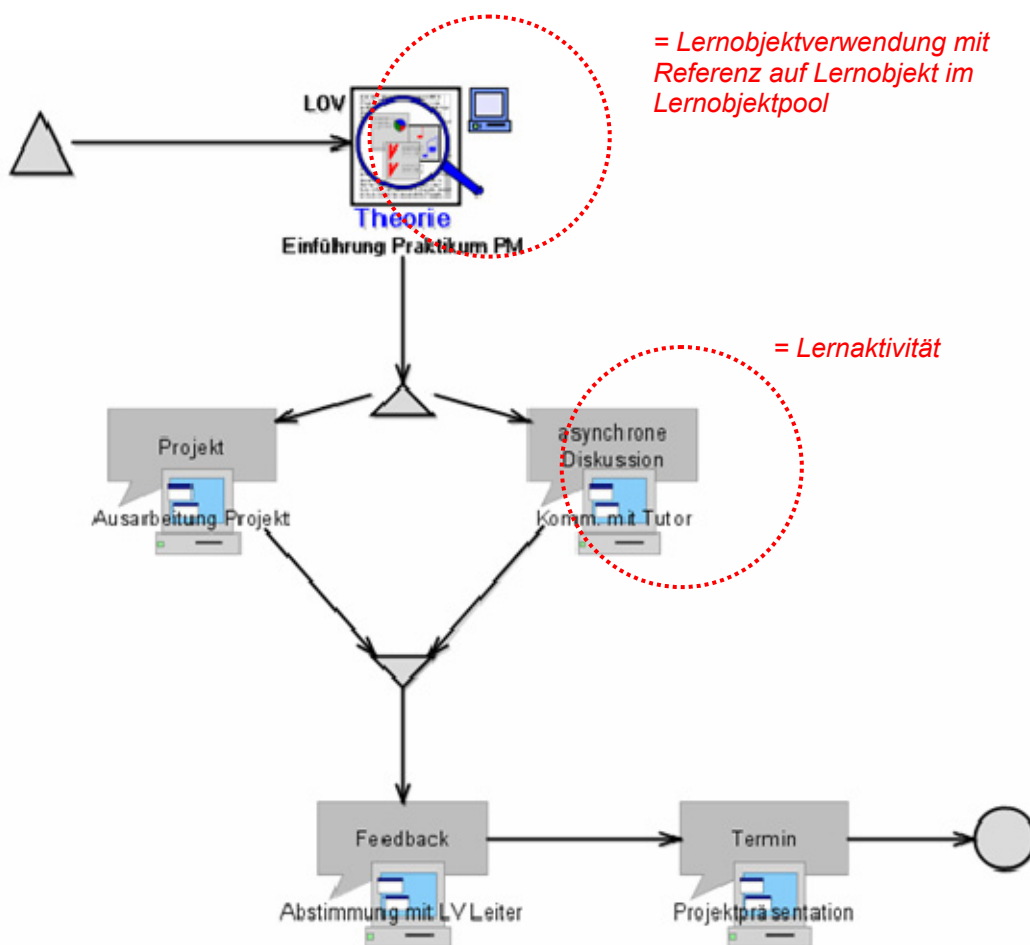 = Lernobjektverwendung mit
Referenz auf Lernobjekt im
Lernobjektpool
LOV
Theorie
Einführung Praktikum PM
= Lernaktivität
Projekt
Ausarbeitung Projekt
asynchrone
Diskussion
Komm. mit Tutor
Feedback
Abstimmung mit LV Leiter
Termin
Projektpräsentation